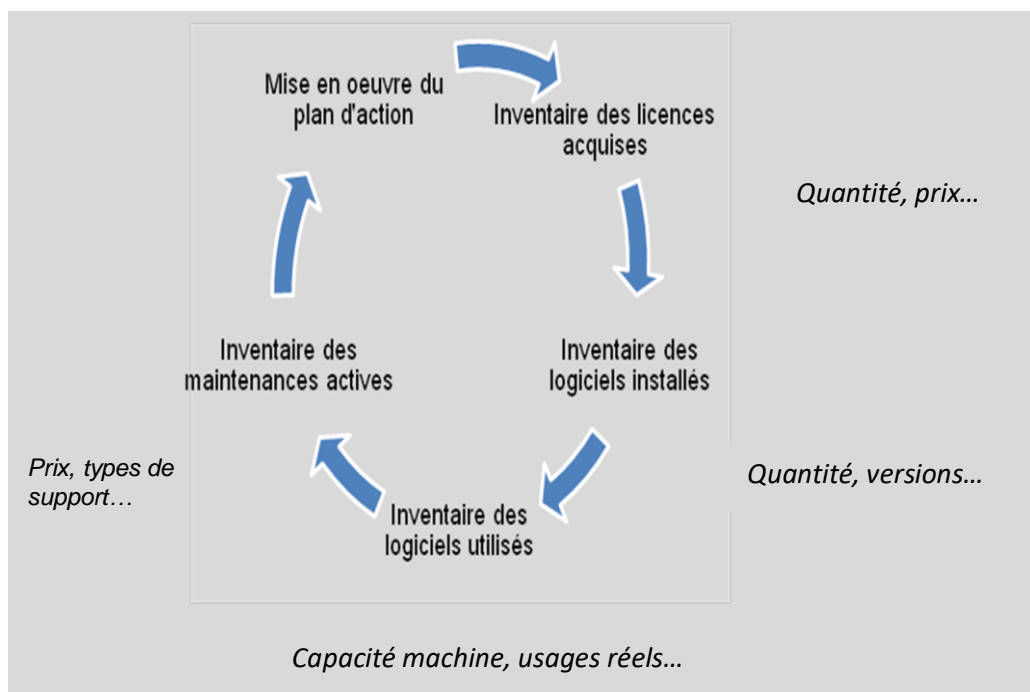 Mise en oeuvre du
plan d'action
Inventaire des licences
acquises
Quantité, prix…
Inventaire des
maintenances actives
Inventaire des
logiciels installés
Prix, types de
support…
Quantité, versions…
Inventaire des
logiciels utilisés
Capacité machine, usages réels…